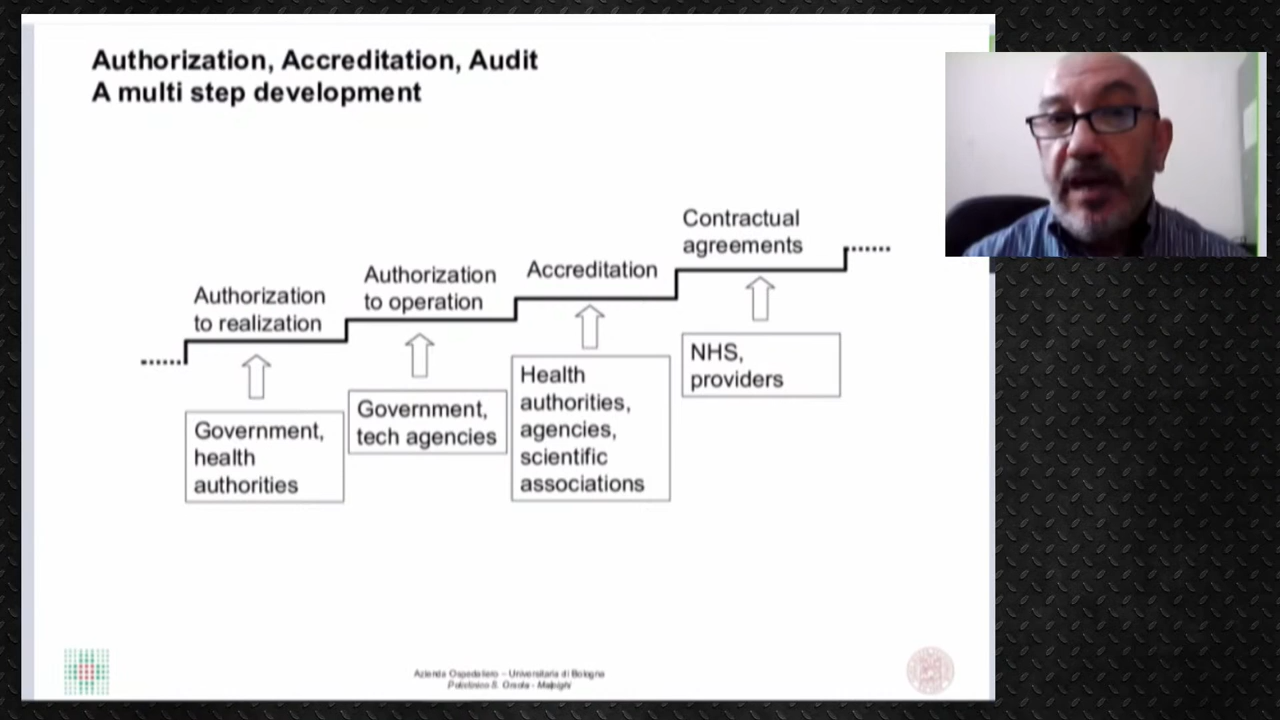 Authorization, Accreditation, Audit
A multi step development
Authorization
to realization
Authorization
to operation
Accreditation
Contractual
agreements
Government,
health
authorities
Government,
tech agencies
Health
authorities,
agencies,
scientific
associations
NHS,
providers
Azienda Ospedaliero - Universitaria di Bologna
Policlinico S. Orsola - Malpighi